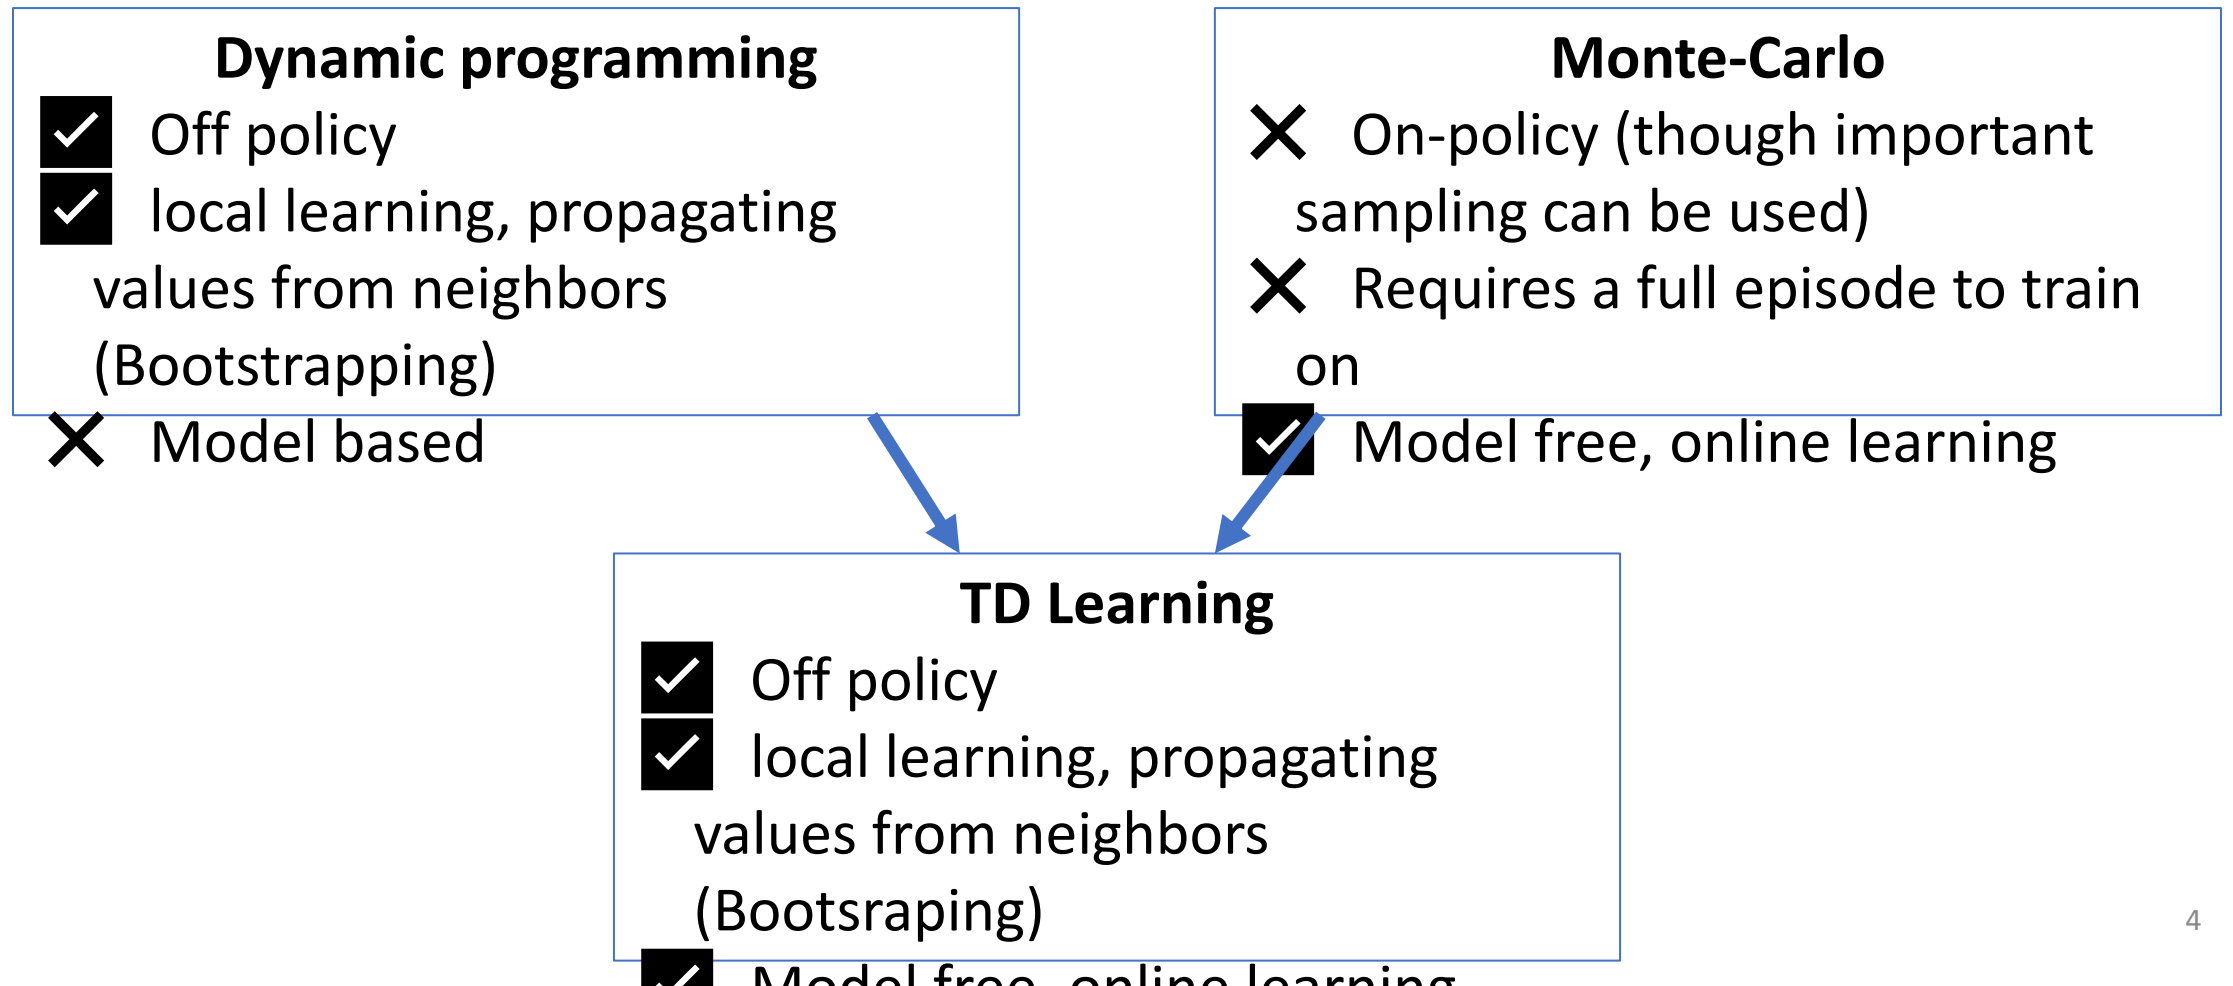 Dynamic programming
Off policy
local learning, propagating
values from neighbors
(Bootstrapping)
Model based
Monte-Carlo
On-policy (though important
sampling can be used)
Requires a full episode to train
on
Model free, online learning
TD Learning
Off policy
local learning, propagating
values from neighbors
(Bootsraping)
Model free, online learning
4